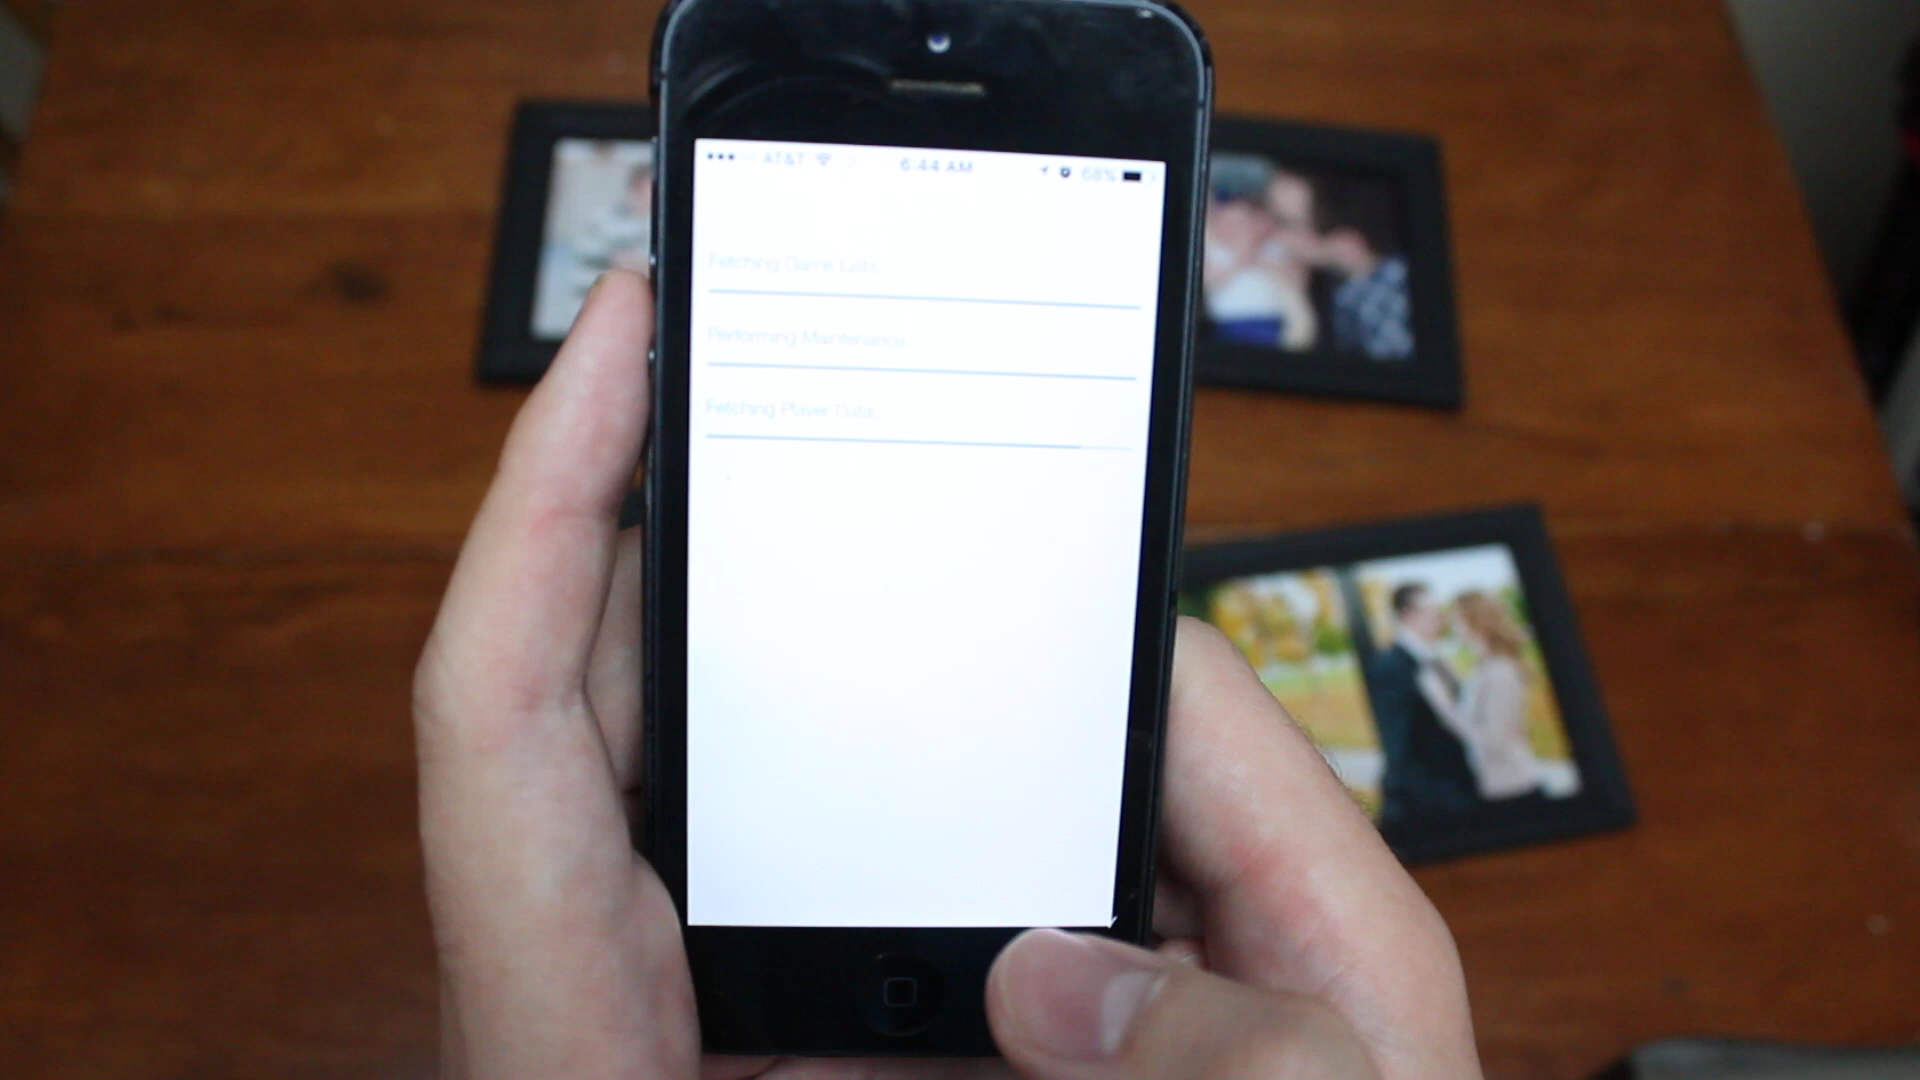 AT&T 6:44 AM 68%
Fetching Game Lists...
Performing Maintenance...
Fetching Player Data...